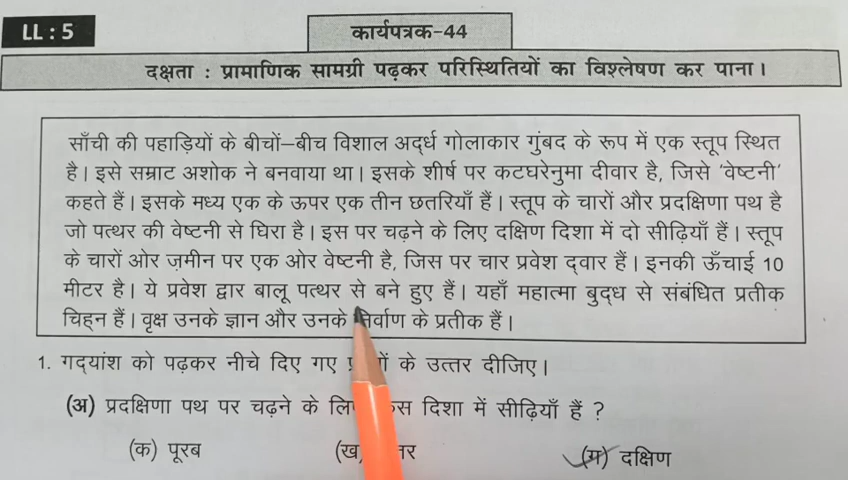 LL : 5
कार्यपत्रक-44
दक्षता : प्रामाणिक सामग्री पढ़कर परिस्थितियों का विश्लेषण कर पाना।
साँची की पहाड़ियों के बीचों-बीच विशाल अर्द्ध गोलाकार गुंबद के रूप में एक स्तूप स्थित
है। इसे सम्राट अशोक ने बनवाया था। इसके शीर्ष पर कटघरेनुमा दीवार है, जिसे 'वेष्टनी'
कहते हैं। इसके मध्य एक के ऊपर एक तीन छतरियाँ हैं। स्तूप के चारों और प्रदक्षिणा पथ है
जो पत्थर की वेष्टनी से घिरा है। इस पर चढ़ने के लिए दक्षिण दिशा में दो सीढ़ियाँ हैं। स्तूप
के चारों ओर ज़मीन पर एक ओर वेष्टनी है, जिस पर चार प्रवेश द्वार हैं। इनकी ऊँचाई 10
मीटर है। ये प्रवेश द्वार बालू पत्थर से बने हुए हैं। यहाँ महात्मा बुद्ध से संबंधित प्रतीक
चिह्न हैं। वृक्ष उनके ज्ञान और उनके निर्वाण के प्रतीक हैं।
1. गद्यांश को पढ़कर नीचे दिए गए के उत्तर दीजिए।
(अ) प्रदक्षिणा पथ पर चढ़ने के दिशा में सीढ़ियाँ हैं ?
(क) पूरब (ख) (ग) दक्षिण